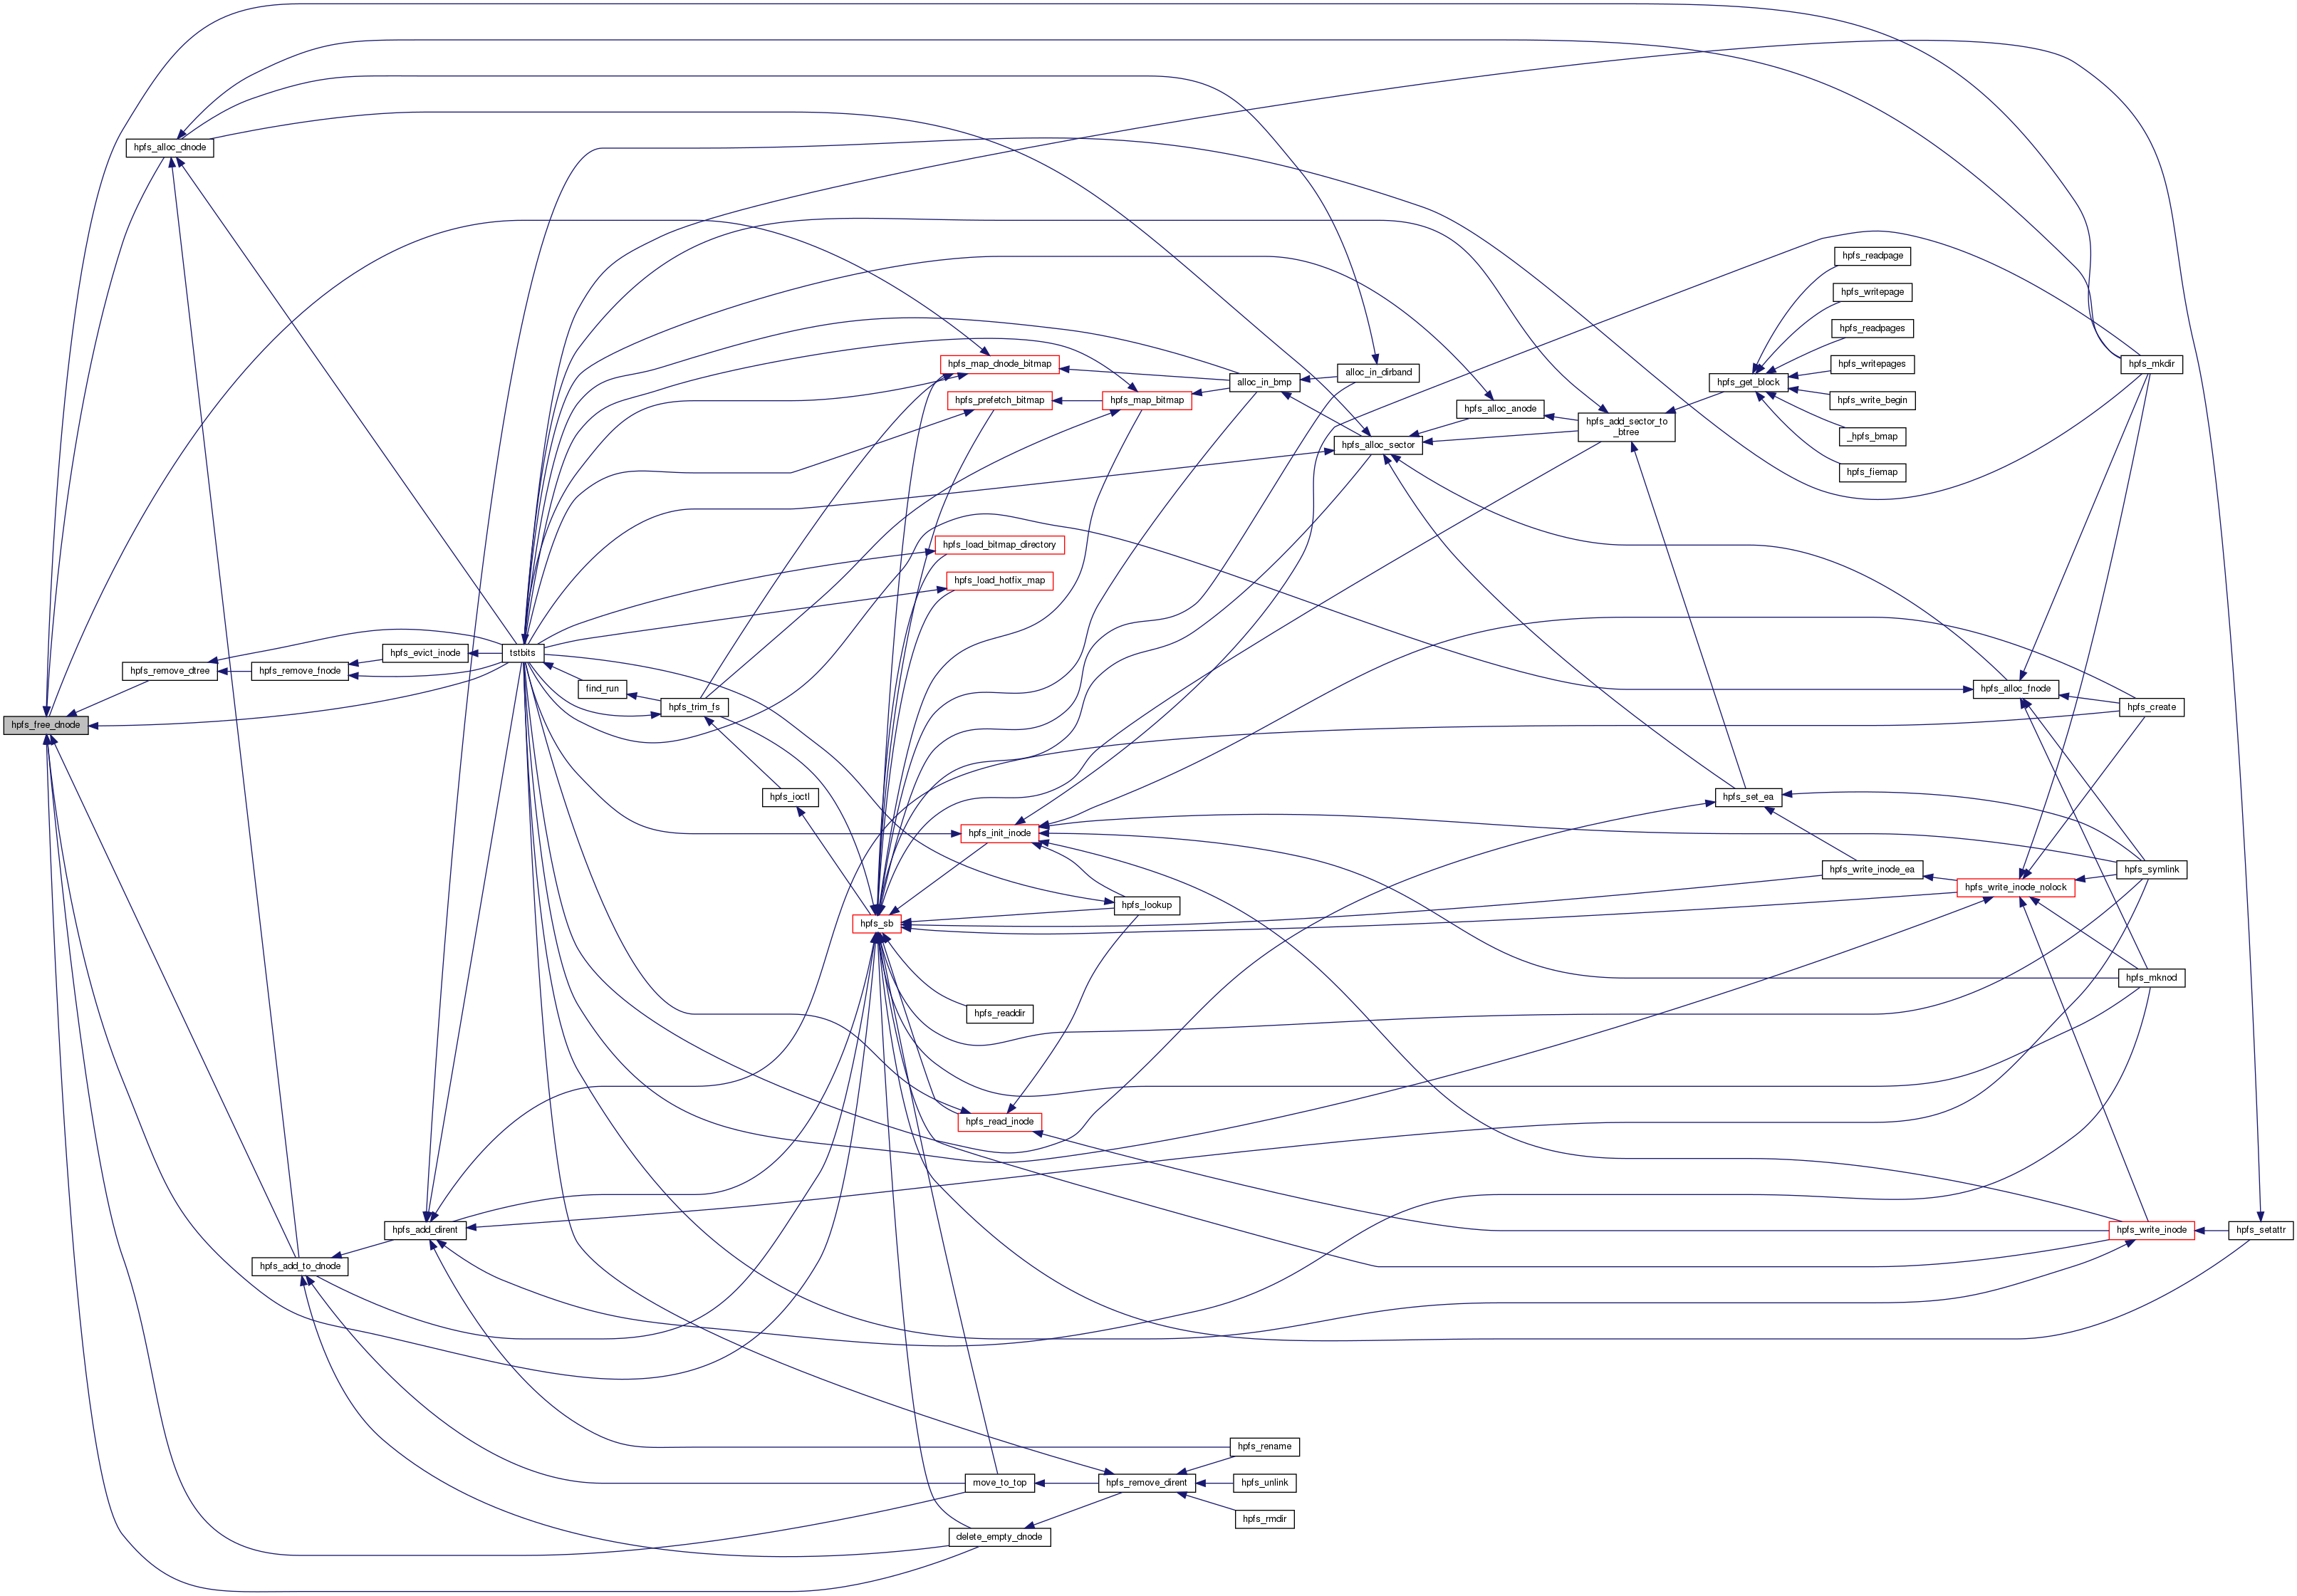 hpfs_alloc_dnode
hpfs_readpage
hpfs_writepage
hpfs_readpages
hpfs_map_dnode_bitmap
hpfs_writepages
hpfs_mkdir
alloc_in_dirband
alloc_in_bmp
hpfs_get_block
hpfs_prefetch_bitmap
hpfs_map_bitmap
hpfs_write_begin
hpfs_alloc_anode
hpfs_add_sector_to
_btree
_hpfs_bmap
hpfs_alloc_sector
hpfs_fiemap
hpfs_load_bitmap_directory
hpfs_load_hotfix_map
hpfs_evict_inode
tstbits
hpfs_remove_dtree
hpfs_remove_fnode
find_run
hpfs_alloc_fnode
hpfs_trim_fs
hpfs_create
hpfs_free_dnode
hpfs_ioctl
hpfs_set_ea
hpfs_init_inode
hpfs_write_inode_ea
hpfs_symlink
hpfs_write_inode_nolock
hpfs_lookup
hpfs_sb
hpfs_mknod
hpfs_readdir
hpfs_read_inode
hpfs_add_dirent
hpfs_write_inode
hpfs_setattr
hpfs_add_to_dnode
hpfs_rename
move_to_top
hpfs_remove_dirent
hpfs_unlink
hpfs_rmdir
delete_empty_dnode